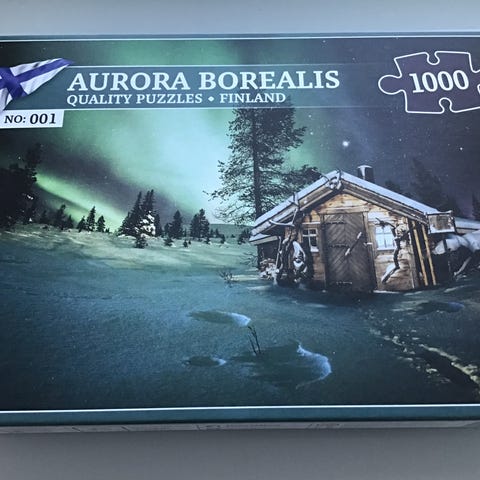 AURORA BOREALIS
QUALITY PUZZLES • FINLAND
1000
NO: 001